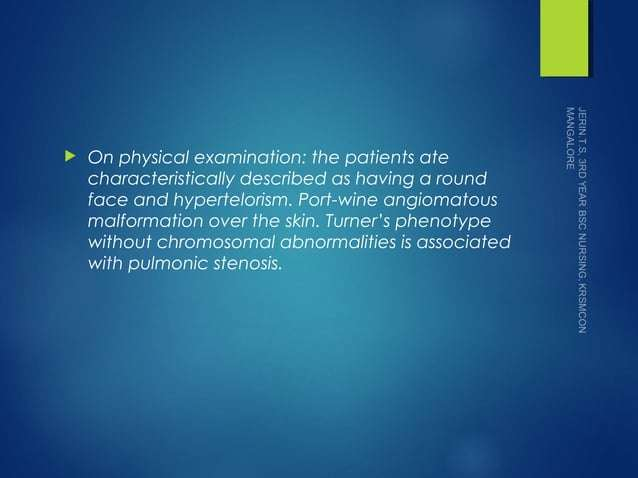 On physical examination: the patients ate
characteristically described as having a round
face and hypertelorism. Port-wine angiomatous
malformation over the skin. Turner’s phenotype
without chromosomal abnormalities is associated
with pulmonic stenosis.
JERIN.T.S, 3RD YEAR BSC NURSING, KRSMCON
MANGALORE